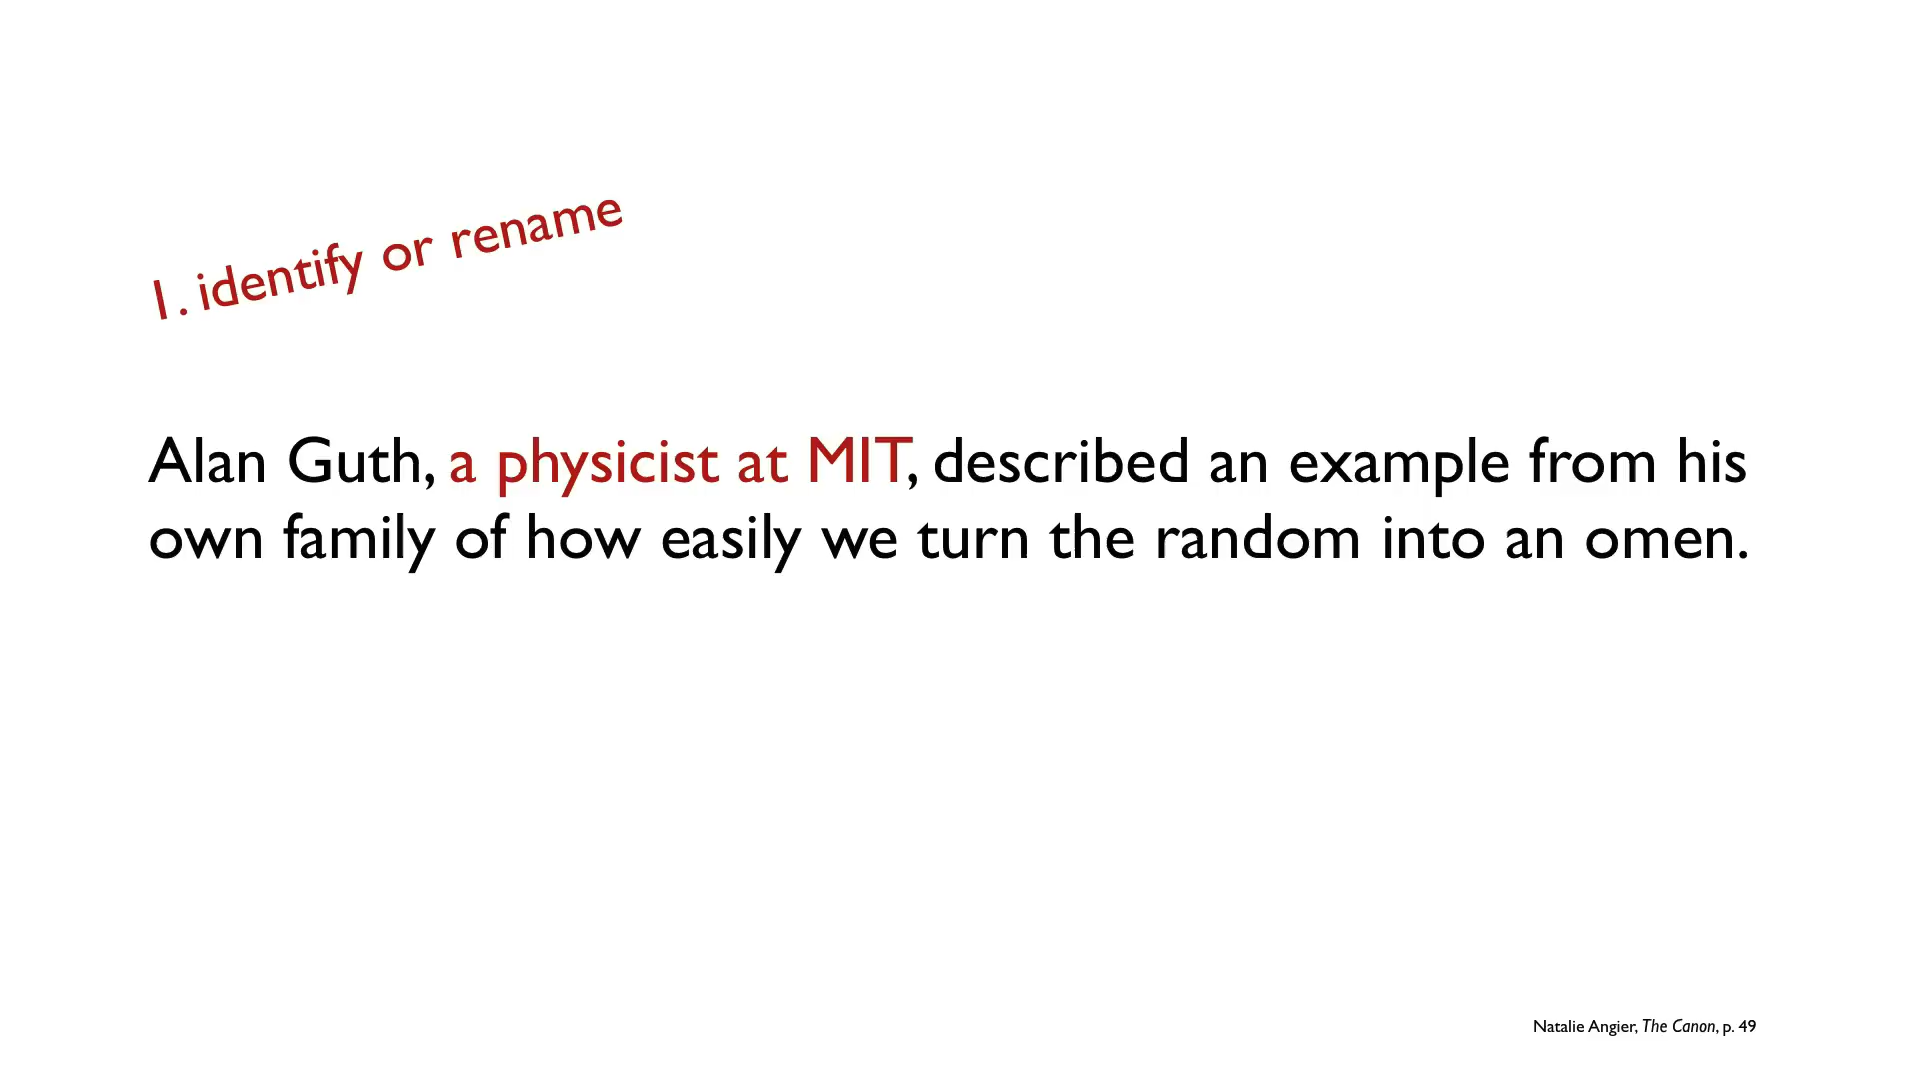 1. identify or rename
Alan Guth, a physicist at MIT, described an example from his
own family of how easily we turn the random into an omen.
Natalie Angier, The Canon, p. 49